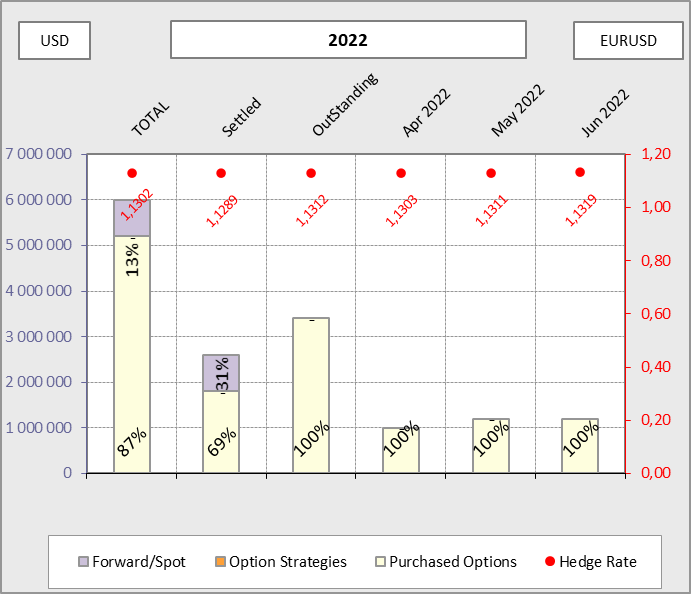 USD
2022
EURUSD
TOTAL
Settled
OutStanding
Apr 2022
May 2022
Jun 2022
7 000 000
6 000 000
5 000 000
4 000 000
3 000 000
2 000 000
1 000 000
0
1,20
1,00
0,80
0,60
0,40
0,20
0,00
1,1302
1,1289
1,1312
1,1303
1,1311
1,1319
13%
31%
87%
69%
100%
100%
100%
100%
Forward/Spot
Option Strategies
Purchased Options
Hedge Rate